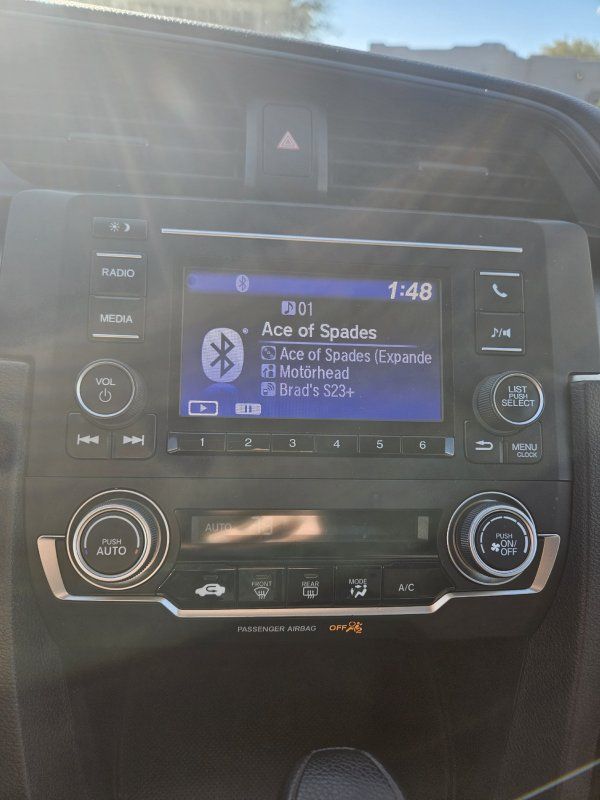 RADIO
MEDIA
VOL
1:48
01
Ace of Spades
Ace of Spades (Expande
Motörhead
Brad's S23+
1 2 3 4 5 6
LIST
PUSH
SELECT
MENU
CLOCK
AUTO
PUSH
AUTO
PUSH
ON/
OFF
FRONT
REAR
MODE
A/C
PASSENGER AIRBAG OFF